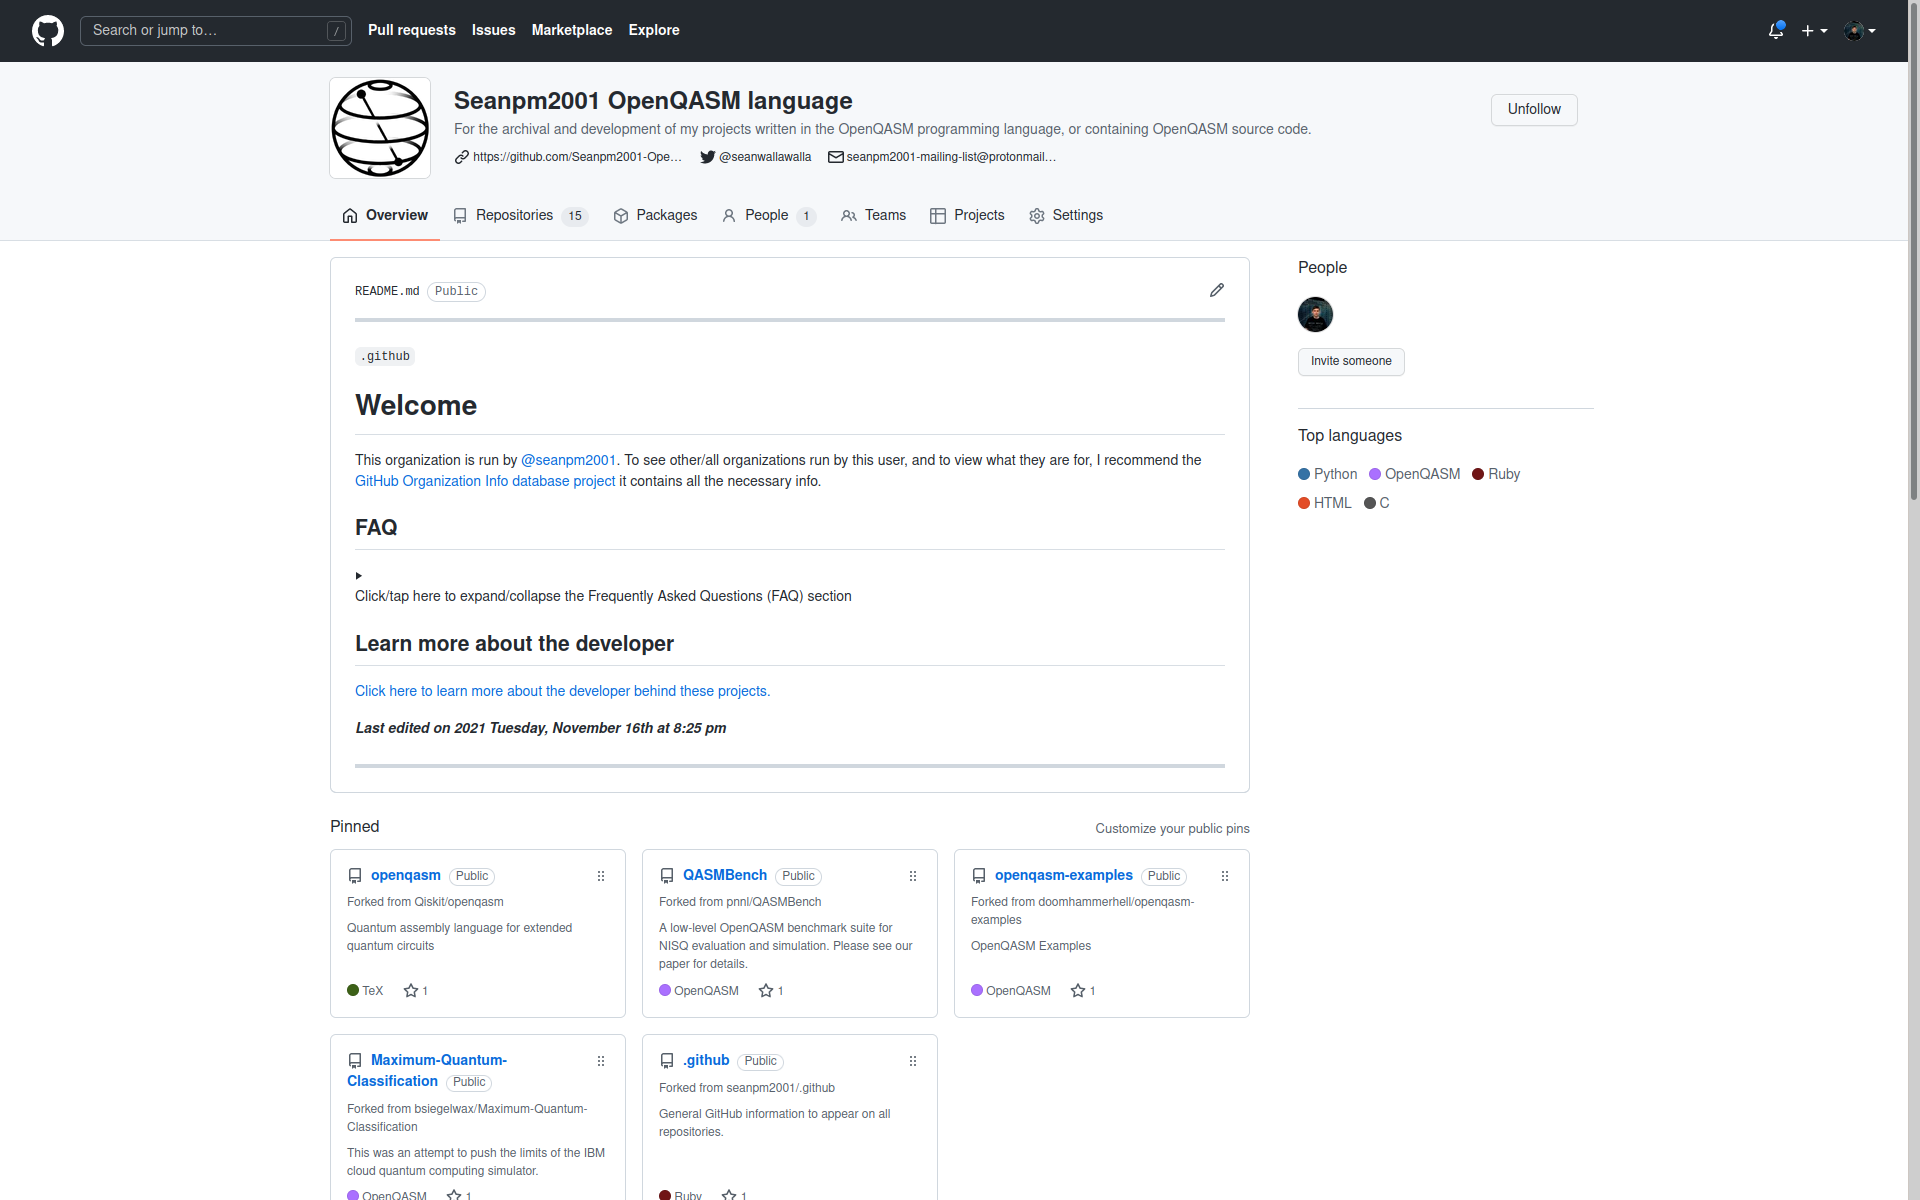 Search or jump to…
/
Pull requests Issues Marketplace Explore
Seanpm2001 OpenQASM language
For the archival and development of my projects written in the OpenQASM programming language, or containing OpenQASM source code.
https://github.com/Seanpm2001-Ope… @seanwallawalla seanpm2001-mailing-list@protonmail…
Unfollow
Overview Repositories 15 Packages People 1 Teams Projects Settings
README.md Public
.github
Welcome
This organization is run by @seanpm2001. To see other/all organizations run by this user, and to view what they are for, I recommend the
GitHub Organization Info database project it contains all the necessary info.
FAQ
Click/tap here to expand/collapse the Frequently Asked Questions (FAQ) section
Learn more about the developer
Click here to learn more about the developer behind these projects.
Last edited on 2021 Tuesday, November 16th at 8:25 pm
People
Invite someone
Top languages
Python OpenQASM Ruby
HTML C
Pinned
Customize your public pins
openqasm Public
Forked from Qiskit/openqasm
Quantum assembly language for extended
quantum circuits
TeX 1
QASMBench Public
Forked from pnnl/QASMBench
A low-level OpenQASM benchmark suite for
NISQ evaluation and simulation. Please see our
paper for details.
OpenQASM 1
openqasm-examples Public
Forked from doomhammerhell/openqasm-
examples
OpenQASM Examples
OpenQASM 1
Maximum-Quantum-
Classification Public
Forked from bsiegelwax/Maximum-Quantum-
Classification
This was an attempt to push the limits of the IBM
cloud quantum computing simulator.
OpenQASM 1
.github Public
Forked from seanpm2001/.github
General GitHub information to appear on all
repositories.
Ruby 1